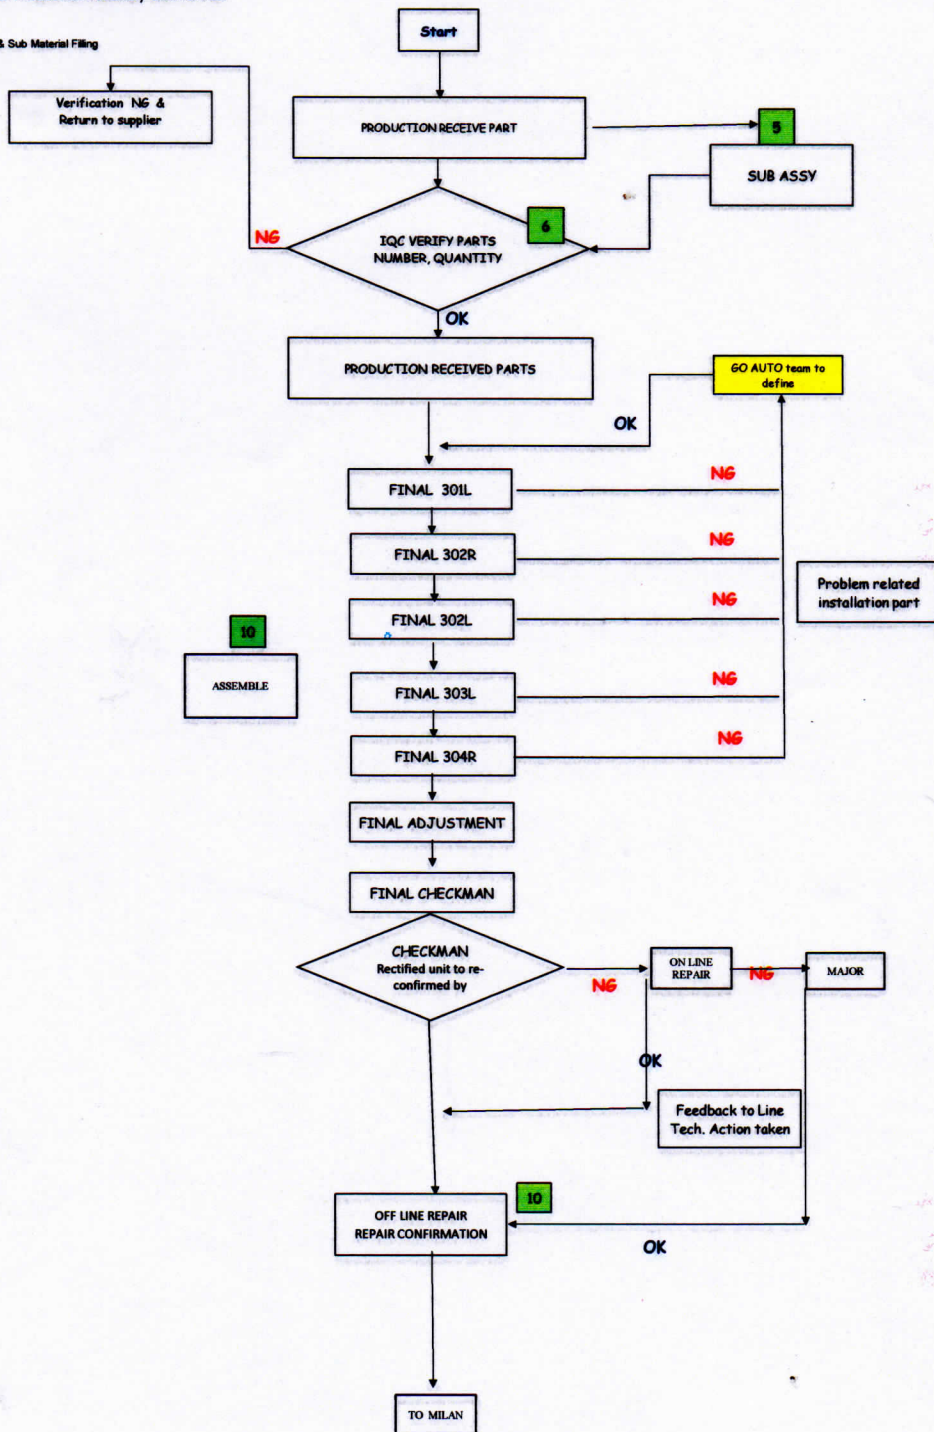 & Sub Material Filling
Start
Verification NG &
Return to supplier
PRODUCTION RECEIVE PART
5
SUB ASSY
NG
6
IQC VERIFY PARTS
NUMBER, QUANTITY
OK
PRODUCTION RECEIVED PARTS
GO AUTO team to
define
OK
FINAL 301L
NG
FINAL 302R
NG
Problem related
installation part
FINAL 302L
NG
10
ASSEMBLE
FINAL 303L
NG
FINAL 304R
NG
FINAL ADJUSTMENT
FINAL CHECKMAN
CHECKMAN
Rectified unit to re-
confirmed by
NG
ON LINE
REPAIR
NG
MAJOR
OK
Feedback to Line
Tech. Action taken
10
OFF LINE REPAIR
REPAIR CONFIRMATION
OK
TO MILAN